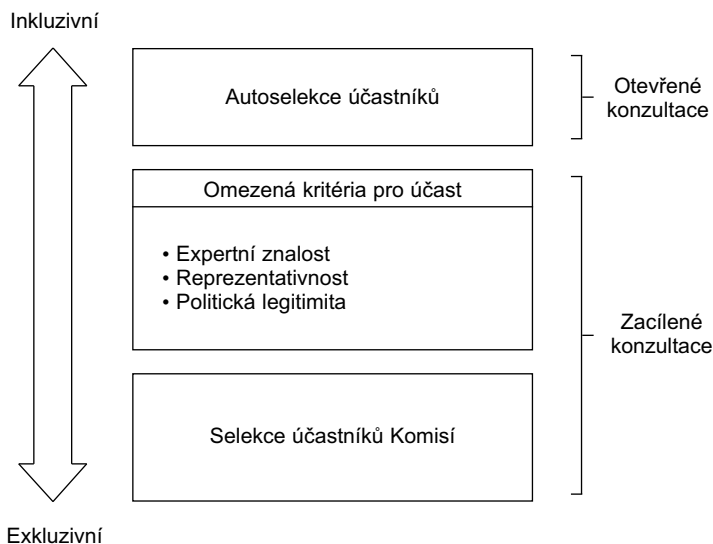 Inkluzivní
Autoselekce účastníků
Otevřené
konzultace
Omezená kritéria pro účast
• Expertní znalost
• Reprezentativnost
• Politická legitimita
Zacílené
konzultace
Selekce účastníků Komisí
Exkluzivní